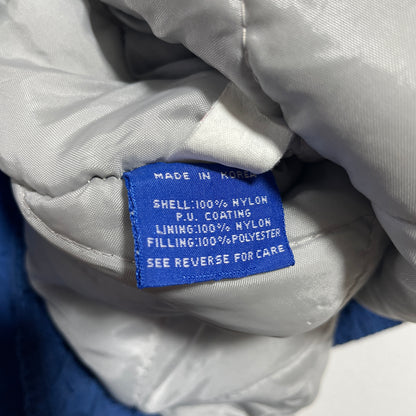 MADE IN KOREA
SHELL:100% NYLON
P.U. COATING
LINING:100% NYLON
FILLING:100% POLYESTER
SEE REVERSE FOR CARE